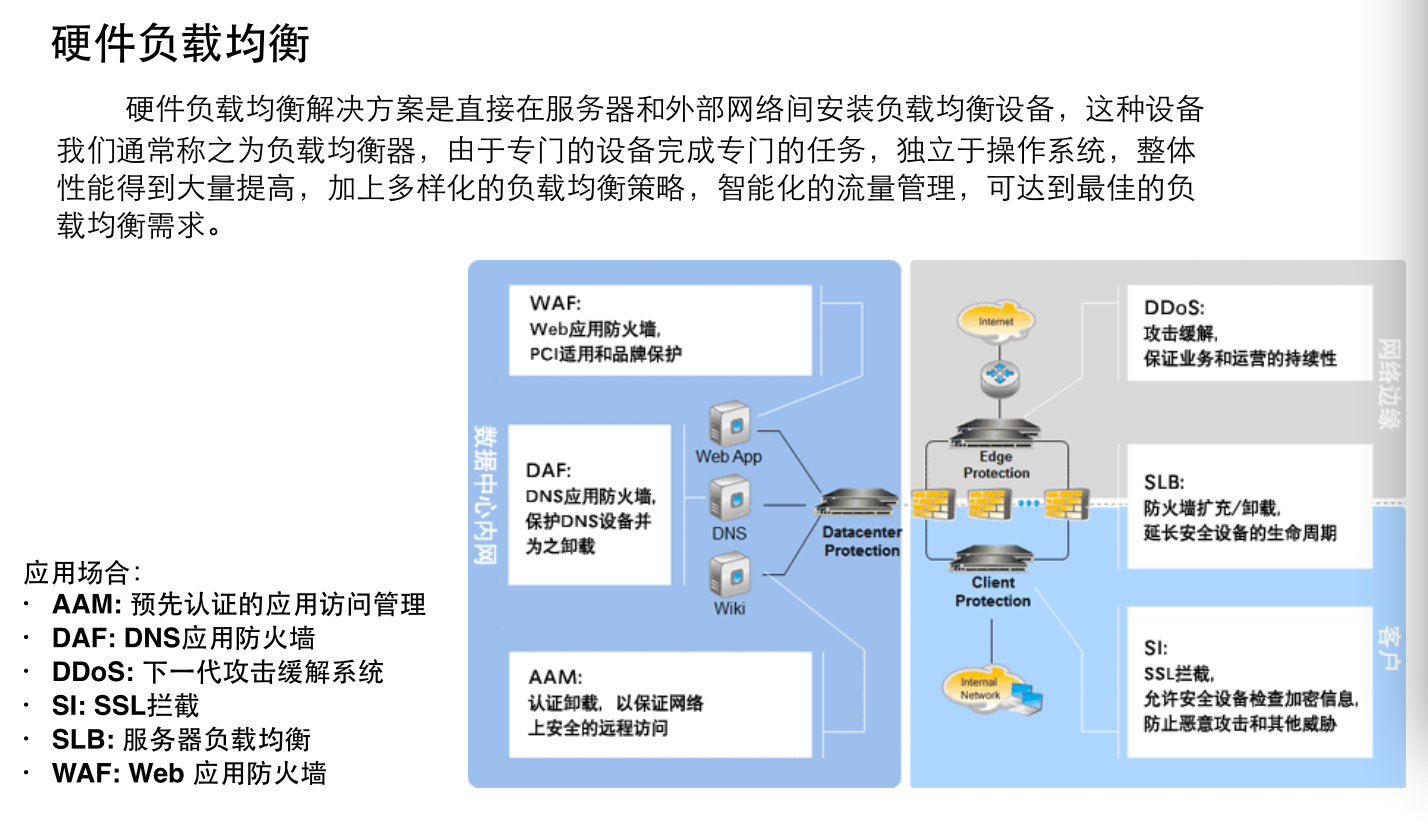 硬件负载均衡
硬件负载均衡解决方案是直接在服务器和外部网络间安装负载均衡设备，这种设备
我们通常称之为负载均衡器，由于专门的设备完成专门的任务，独立于操作系统，整体
性能得到大量提高，加上多样化的负载均衡策略，智能化的流量管理，可达到最佳的负
载均衡需求。
应用场合：
· AAM: 预先认证的应用访问管理
· DAF: DNS应用防火墙
· DDoS: 下一代攻击缓解系统
· SI: SSL拦截
· SLB: 服务器负载均衡
· WAF: Web 应用防火墙
数据中心内网
WAF:
Web应用防火墙,
PCI适用和品牌保护
DAF:
DNS应用防火墙,
保护DNS设备并
为之卸载
AAM:
认证卸载，以保证网络
上安全的远程访问
Web App
DNS
Wiki
Datacenter
Protection
Internet
Edge
Protection
Client
Protection
Internal
Network
DDoS:
攻击缓解,
保证业务和运营的持续性
SLB:
防火墙扩充/卸载,
延长安全设备的生命周期
SI:
SSL拦截,
允许安全设备检查加密信息,
防止恶意攻击和其他威胁
网络边缘
客户